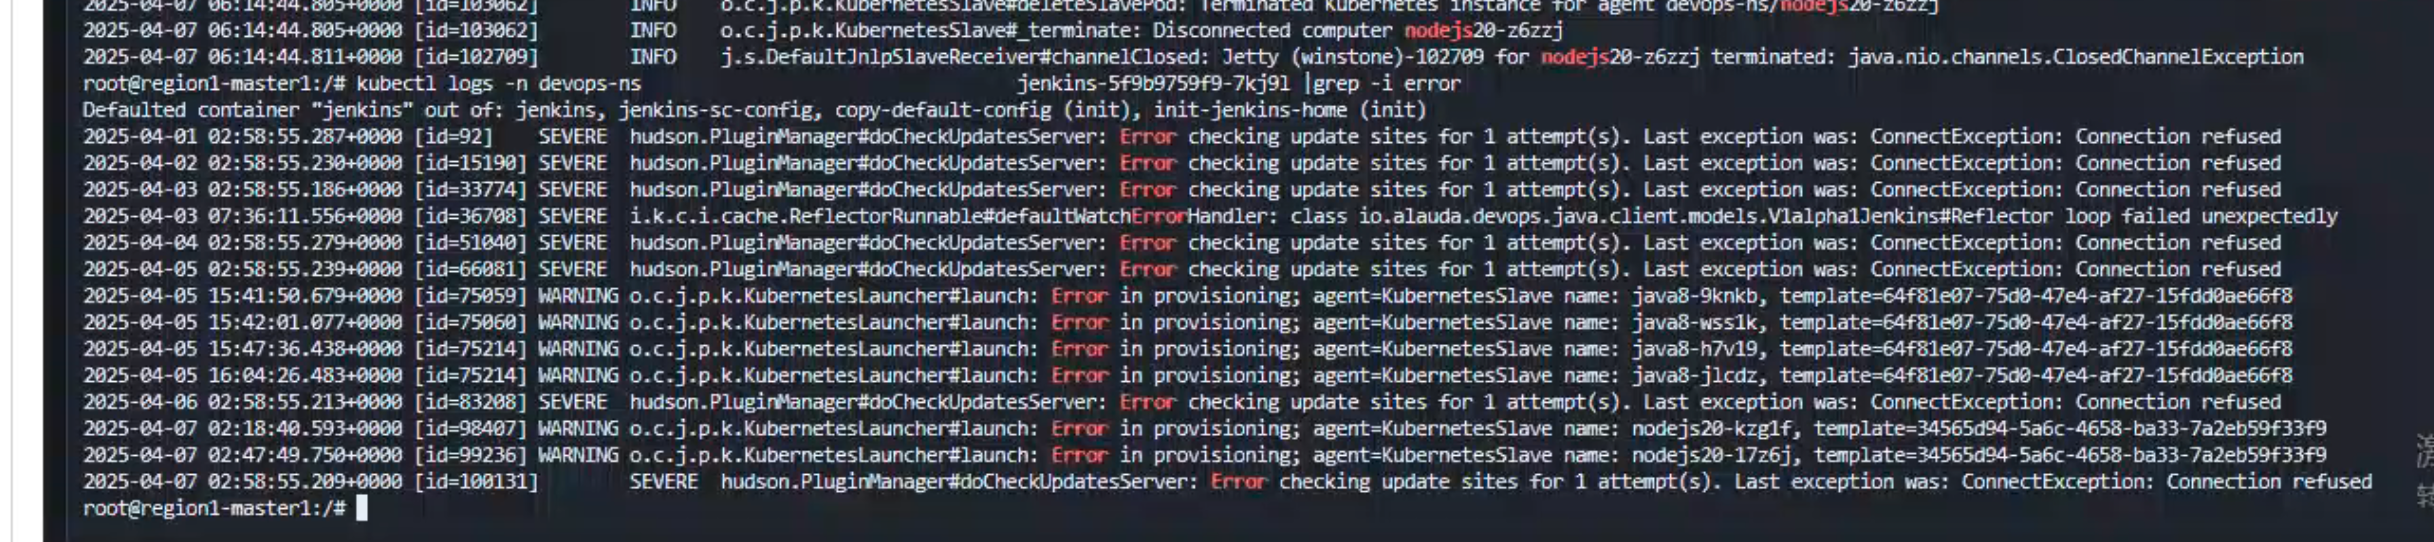 2025-04-07 06:14:44.805+0000 [id=103062] INFO o.c.j.p.k.KubernetesSlave#deleteSlavePod: Terminated Kubernetes instance for agent devops-ns/nodejs20-z6zzj
2025-04-07 06:14:44.805+0000 [id=103062] INFO o.c.j.p.k.KubernetesSlave#_terminate: Disconnected computer nodejs20-z6zzj
2025-04-07 06:14:44.811+0000 [id=102709] INFO j.s.DefaultJnlpSlaveReceiver#channelClosed: Jetty (winstone)-102709 for nodejs20-z6zzj terminated: java.nio.channels.ClosedChannelException
root@region1-master1:/# kubectl logs -n devops-ns jenkins-5f9b9759f9-7kj9l |grep -i error
Defaulted container "jenkins" out of: jenkins, jenkins-sc-config, copy-default-config (init), init-jenkins-home (init)
2025-04-01 02:58:55.287+0000 [id=92] SEVERE hudson.PluginManager#doCheckUpdatesServer: Error checking update sites for 1 attempt(s). Last exception was: ConnectException: Connection refused
2025-04-02 02:58:55.230+0000 [id=15190] SEVERE hudson.PluginManager#doCheckUpdatesServer: Error checking update sites for 1 attempt(s). Last exception was: ConnectException: Connection refused
2025-04-03 02:58:55.186+0000 [id=33774] SEVERE hudson.PluginManager#doCheckUpdatesServer: Error checking update sites for 1 attempt(s). Last exception was: ConnectException: Connection refused
2025-04-03 07:36:11.556+0000 [id=36708] SEVERE i.k.c.i.cache.ReflectorRunnable#defaultWatchErrorHandler: class io.alauda.devops.java.client.models.V1alpha1Jenkins#Reflector loop failed unexpectedly
2025-04-04 02:58:55.279+0000 [id=51040] SEVERE hudson.PluginManager#doCheckUpdatesServer: Error checking update sites for 1 attempt(s). Last exception was: ConnectException: Connection refused
2025-04-05 02:58:55.239+0000 [id=66081] SEVERE hudson.PluginManager#doCheckUpdatesServer: Error checking update sites for 1 attempt(s). Last exception was: ConnectException: Connection refused
2025-04-05 15:41:50.679+0000 [id=75059] WARNING o.c.j.p.k.KubernetesLauncher#launch: Error in provisioning; agent=KubernetesSlave name: java8-9knkb, template=64f81e07-75d0-47e4-af27-15fdd0ae66f8
2025-04-05 15:42:01.077+0000 [id=75060] WARNING o.c.j.p.k.KubernetesLauncher#launch: Error in provisioning; agent=KubernetesSlave name: java8-wss1k, template=64f81e07-75d0-47e4-af27-15fdd0ae66f8
2025-04-05 15:47:36.438+0000 [id=75214] WARNING o.c.j.p.k.KubernetesLauncher#launch: Error in provisioning; agent=KubernetesSlave name: java8-h7v19, template=64f81e07-75d0-47e4-af27-15fdd0ae66f8
2025-04-05 16:04:26.483+0000 [id=75214] WARNING o.c.j.p.k.KubernetesLauncher#launch: Error in provisioning; agent=KubernetesSlave name: java8-jlcdz, template=64f81e07-75d0-47e4-af27-15fdd0ae66f8
2025-04-06 02:58:55.213+0000 [id=83208] SEVERE hudson.PluginManager#doCheckUpdatesServer: Error checking update sites for 1 attempt(s). Last exception was: ConnectException: Connection refused
2025-04-07 02:18:40.593+0000 [id=98407] WARNING o.c.j.p.k.KubernetesLauncher#launch: Error in provisioning; agent=KubernetesSlave name: nodejs20-kzg1f, template=34565d94-5a6c-4658-ba33-7a2eb59f33f9
2025-04-07 02:47:49.750+0000 [id=99236] WARNING o.c.j.p.k.KubernetesLauncher#launch: Error in provisioning; agent=KubernetesSlave name: nodejs20-17z6j, template=34565d94-5a6c-4658-ba33-7a2eb59f33f9
2025-04-07 02:58:55.209+0000 [id=100131] SEVERE hudson.PluginManager#doCheckUpdatesServer: Error checking update sites for 1 attempt(s). Last exception was: ConnectException: Connection refused
root@region1-master1:/#